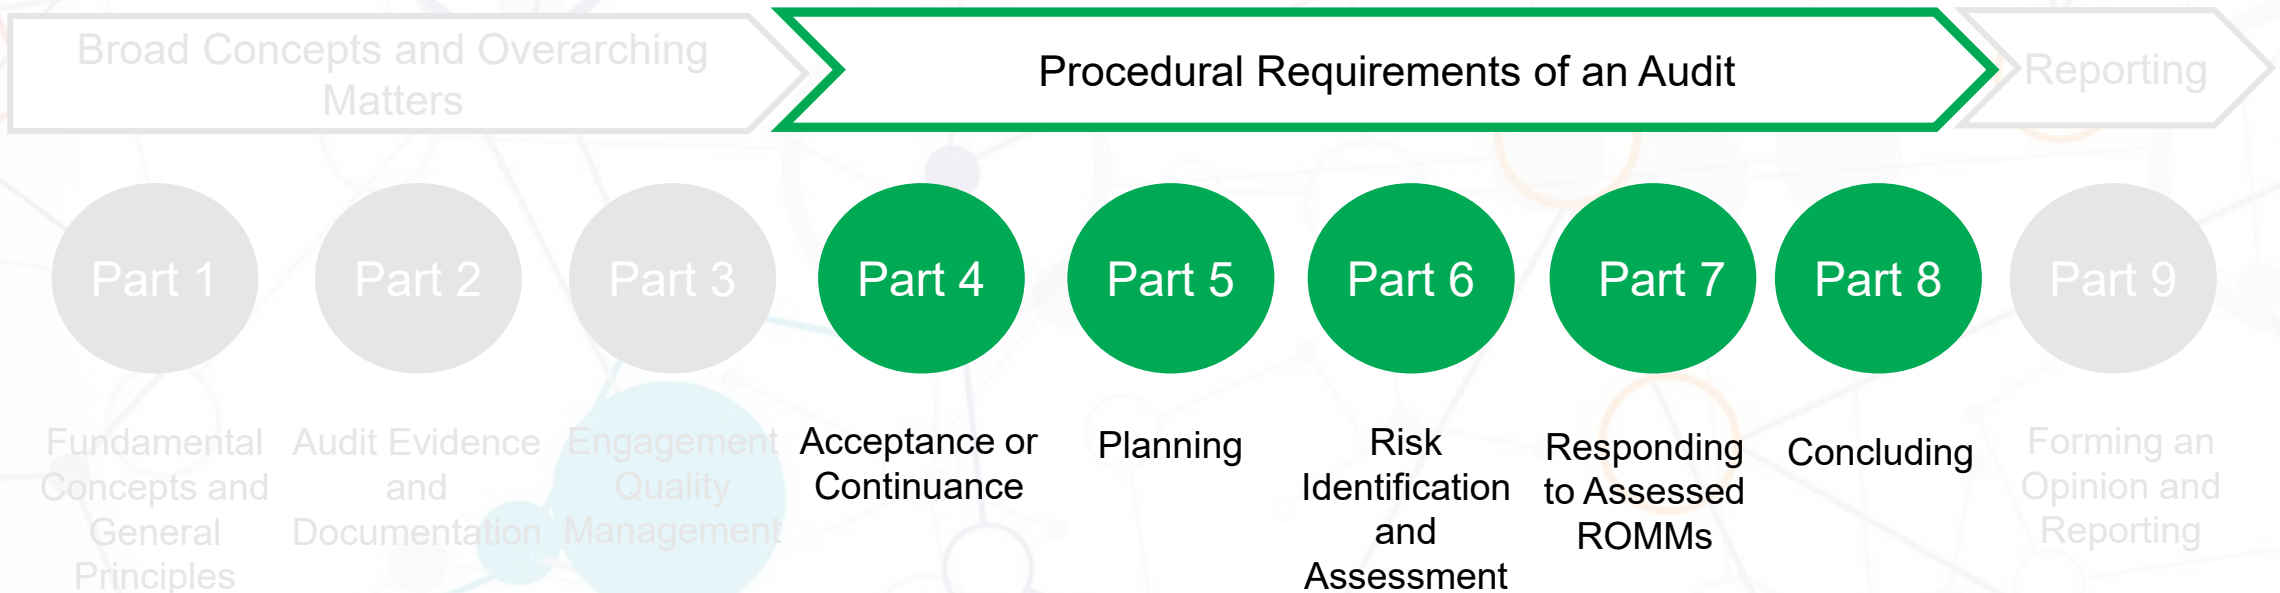 Broad Concepts and Overarching
Matters
Procedural Requirements of an Audit
Reporting
Part 1
Part 2
Part 3
Part 4
Part 5
Part 6
Part 7
Part 8
Part 9
Fundamental
Concepts and
General
Principles
Audit Evidence
and
Documentation
Engagement
Quality
Management
Acceptance or
Continuance
Planning
Risk
Identification
and
Assessment
Responding
to Assessed
ROMMs
Concluding
Forming an
Opinion and
Reporting